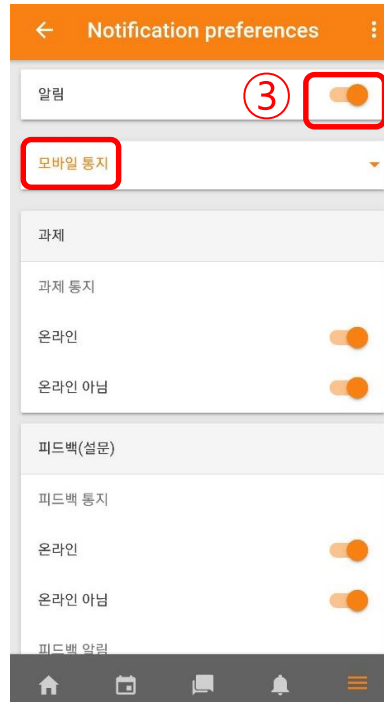 Notification preferences
알림
③
모바일 통지
과제
과제 통지
온라인
온라인 아님
피드백(설문)
피드백 통지
온라인
온라인 아님
피드백 알림